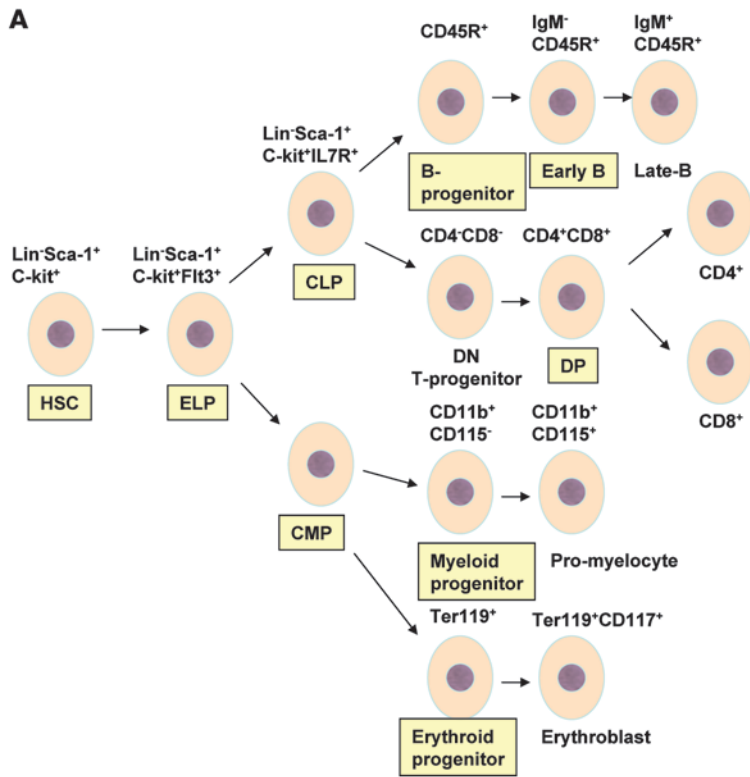 A
CD45R⁺
IgM⁻
CD45R⁺
IgM⁺
CD45R⁺
B-
progenitor
Early B
Late-B
Lin⁻Sca-1⁺
C-kit⁺IL7R⁺
CLP
CD4⁻CD8⁻
CD4⁺CD8⁺
DN
T-progenitor
DP
CD4⁺
CD8⁺
Lin⁻Sca-1⁺
C-kit⁺
HSC
Lin⁻Sca-1⁺
C-kit⁺Flt3⁺
ELP
CMP
CD11b⁺
CD115⁻
CD11b⁺
CD115⁺
Myeloid
progenitor
Pro-myelocyte
Ter119⁺
Ter119⁺CD117⁺
Erythroid
progenitor
Erythroblast